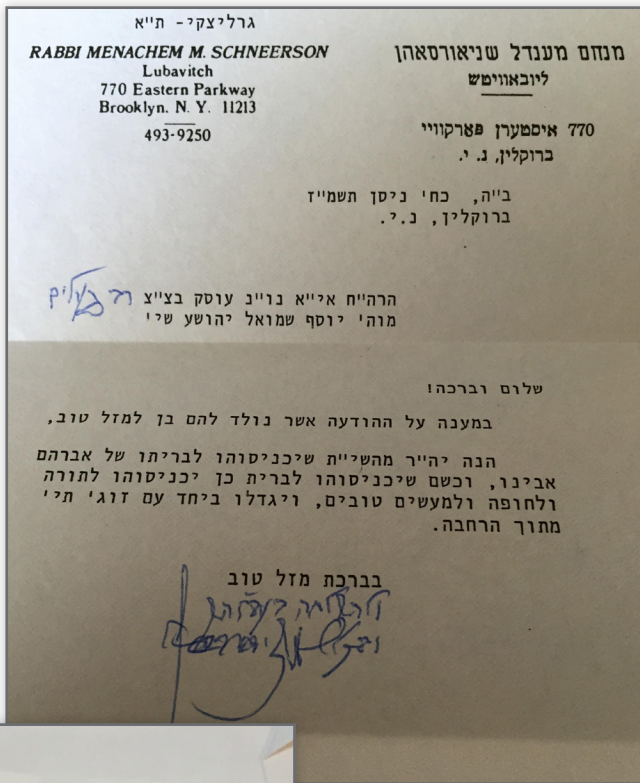 גרליצקי- ת״א
RABBI MENACHEM M. SCHNEERSON
Lubavitch
770 Eastern Parkway
Brooklyn. N. Y. 11213
493-9250
מנחם מענדל שניאורסאהן
ליובאוויטש
770 איסטערן פארקוויי
ברוקלין, נ. י.
ב״ה, כח׳ ניסן תשמ״ז
ברוקלין, נ.י.
הרה״ח אי״א נו״נ עוסק בצ״צ רב פעלים
מוה׳ יוסף שמואל יהושע שי׳
שלום וברכה!
במענה על ההודעה אשר נולד להם בן למזל טוב,
הנה יהי״ר מהשי״ת שיכניסוהו לבריתו של אברהם
אבינו, וכשם שיכניסוהו לברית כן יכניסוהו לתורה
ולחופה ולמעשים טובים, ויגדלו ביחד עם זוג׳ תי׳
מתוך הרחבה.
בברכת מזל טוב